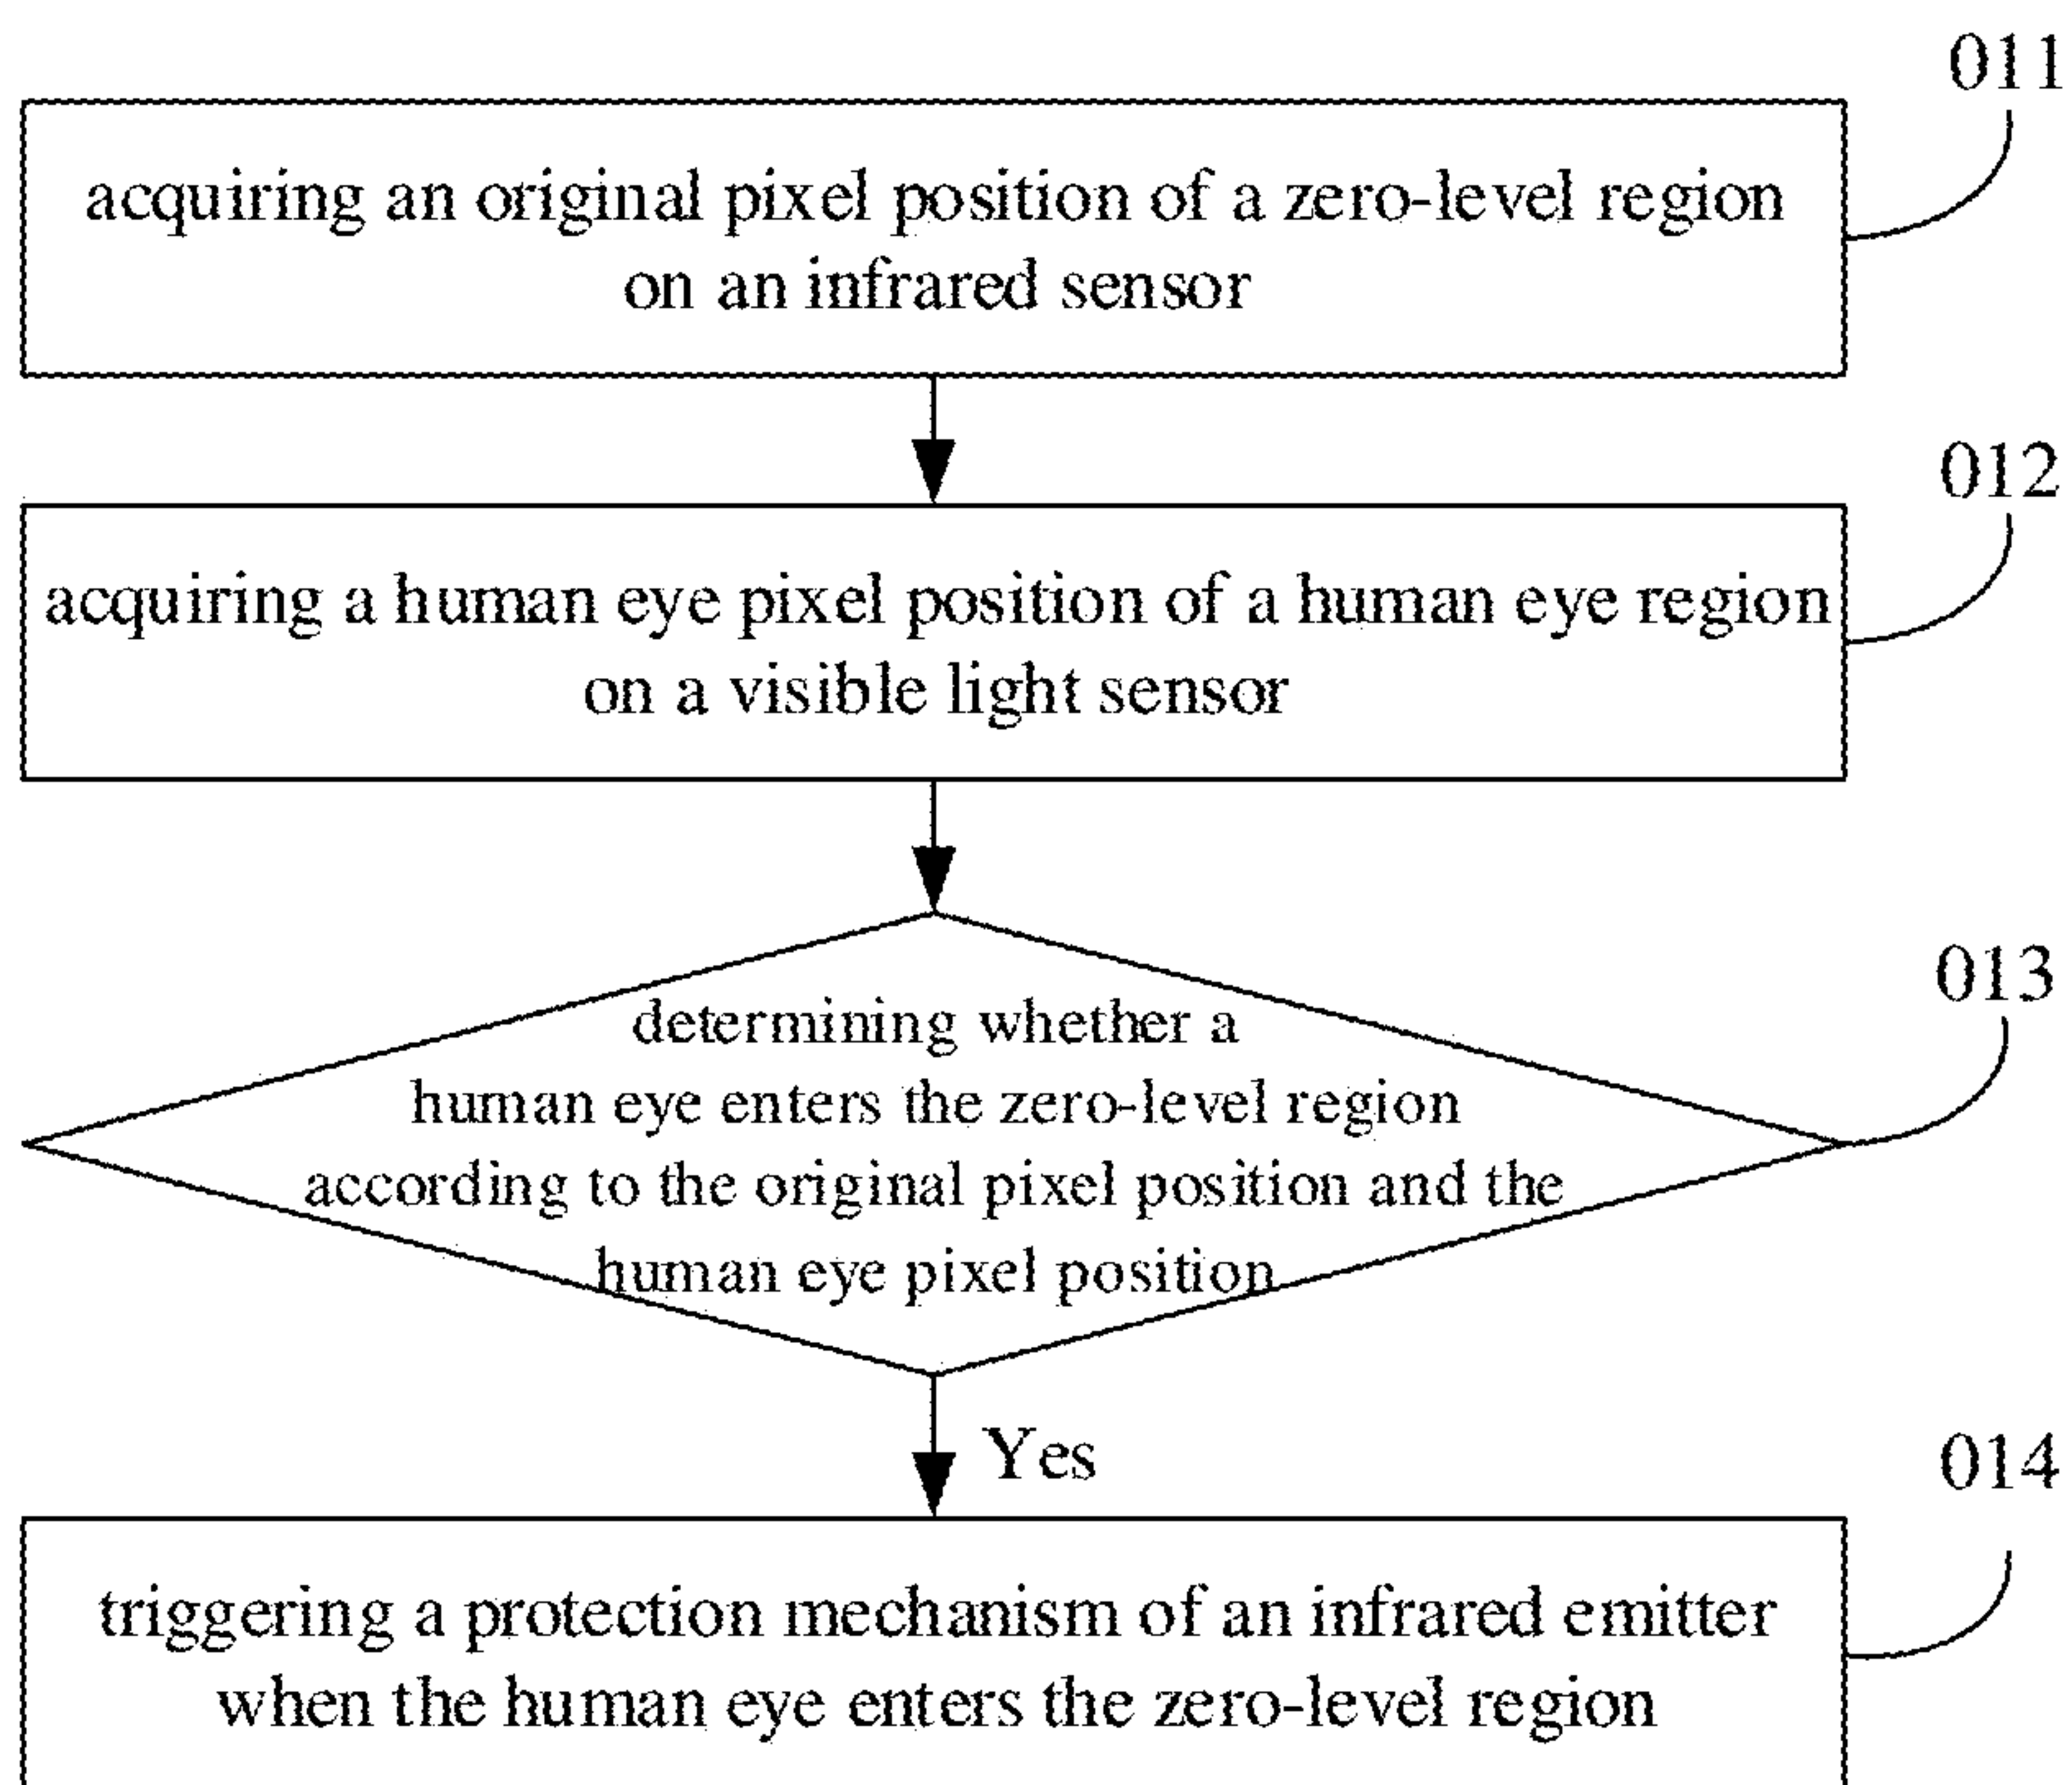 011
acquiring an original pixel position of a zero-level region
on an infrared sensor
012
acquiring a human eye pixel position of a human eye region
on a visible light sensor
013
determining whether a
human eye enters the zero-level region
according to the original pixel position and the
human eye pixel position
Yes
014
triggering a protection mechanism of an infrared emitter
when the human eye enters the zero-level region